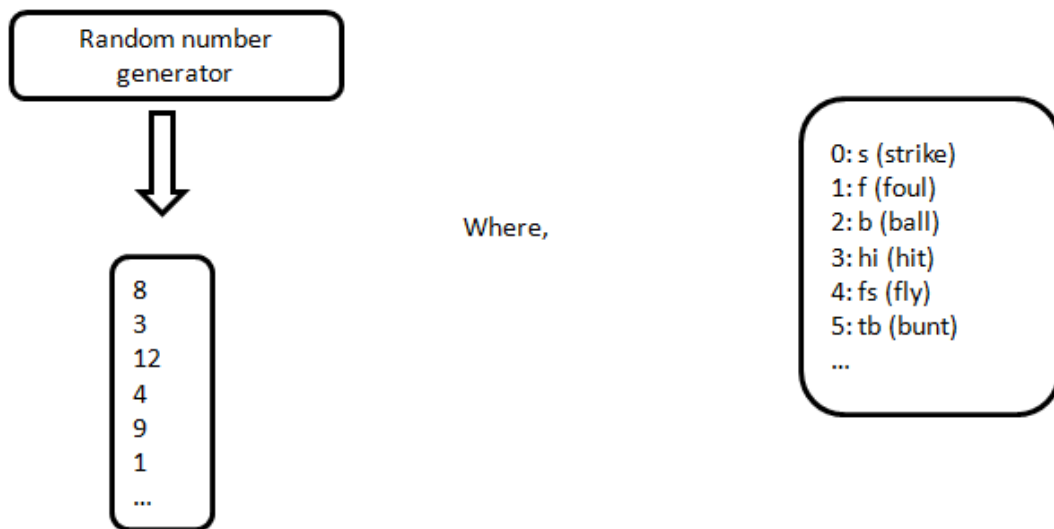 Random number
generator
8
3
12
4
9
1
...
Where,
0: s (strike)
1: f (foul)
2: b (ball)
3: hi (hit)
4: fs (fly)
5: tb (bunt)
...